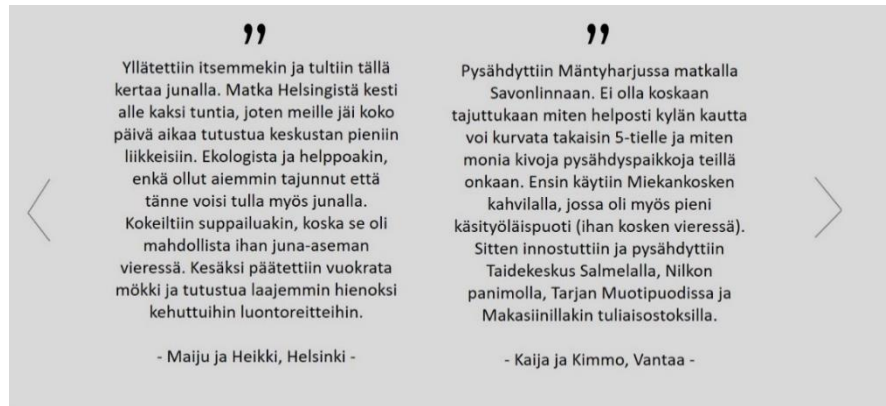 ”
Yllätettiin itsemmekin ja tultiin tällä
kertaa junalla. Matka Helsingistä kesti
alle kaksi tuntia, joten meille jäi koko
päivä aikaa tutustua keskustan pieniin
liikkeisiin. Ekologista ja helppoakin,
enkä ollut aiemmin tajunnut että
tänne voisi tulla myös junalla.
Kokeiltiin suppailuakin, koska se oli
mahdollista ihan juna-aseman
vieressä. Kesäksi päätettiin vuokrata
mökki ja tutustua laajemmin hienoksi
kehuttuihin luontoreitteihin.
- Maiju ja Heikki, Helsinki -
”
Pysähdyttiin Mäntyharjussa matkalla
Savonlinnaan. Ei olla koskaan
tajuttukaan miten helposti kylän kautta
voi kurvata takaisin 5-tielle ja miten
monia kivoja pysähdyspaikkoja teillä
onkaan. Ensin käytiin Miekankosken
kahvilalla, jossa oli myös pieni
käsityöläispuoti (ihan kosken vieressä).
Sitten innostuttiin ja pysähdyttiin
Taidekeskus Salmelalla, Nilkon
panimolla, Tarjan Muotipuodissa ja
Makasiinillakin tuliaisostoksilla.
- Kaija ja Kimmo, Vantaa -